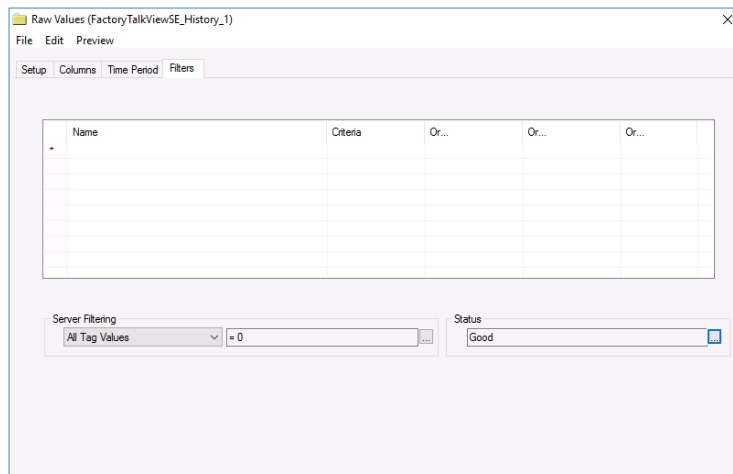 Raw Values (FactoryTalkViewSE_History_1)
File Edit Preview
Setup Columns Time Period Filters
Name Criteria Or... Or... Or...
Server Filtering Status
All Tag Values = 0 ... Good ...